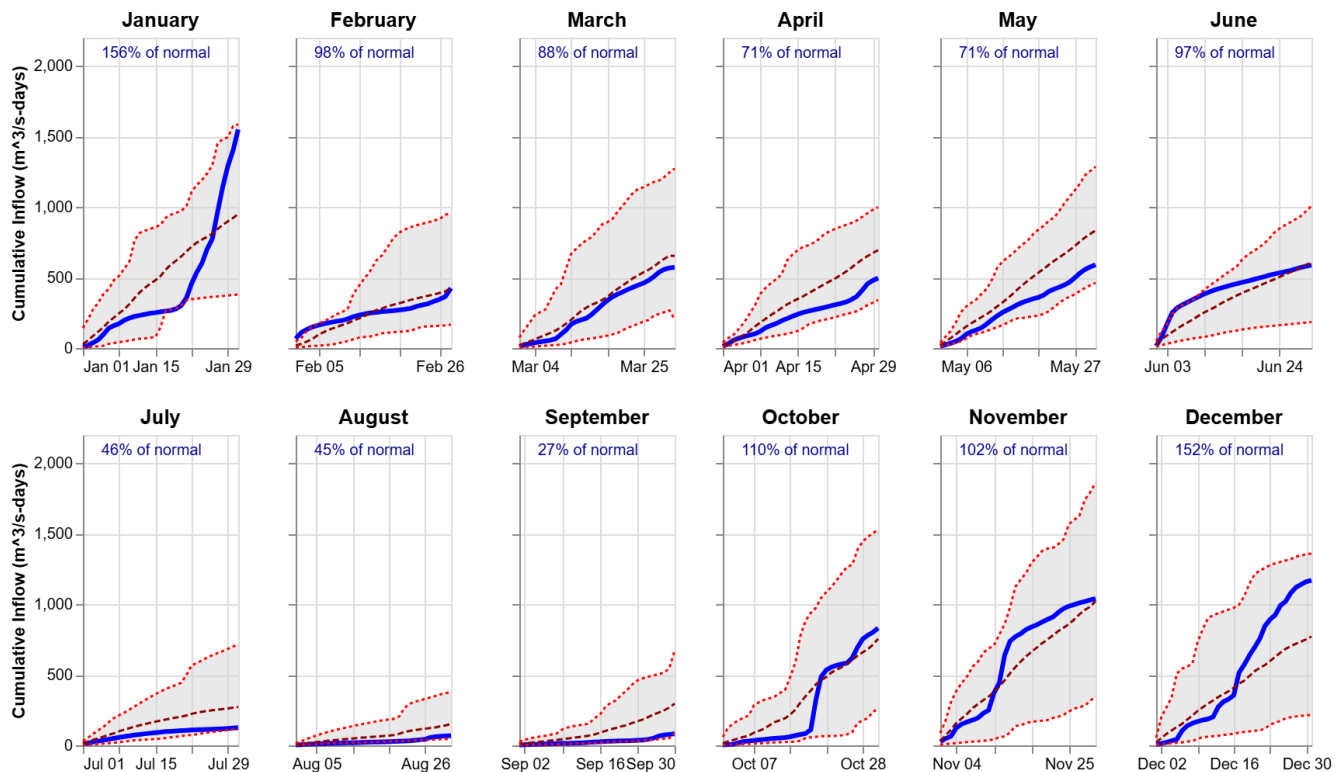 January
February
March
April
May
June
156% of normal
98% of normal
88% of normal
71% of normal
71% of normal
97% of normal
Cumulative Inflow (m^3/s-days)
2,000
1,500
1,000
500
0
Jan 01 Jan 15 Jan 29
Feb 05 Feb 26
Mar 04 Mar 25
Apr 01 Apr 15 Apr 29
May 06 May 27
Jun 03 Jun 24
July
August
September
October
November
December
46% of normal
45% of normal
27% of normal
110% of normal
102% of normal
152% of normal
Cumulative Inflow (m^3/s-days)
2,000
1,500
1,000
500
0
Jul 01 Jul 15 Jul 29
Aug 05 Aug 26
Sep 02 Sep 16 Sep 30
Oct 07 Oct 28
Nov 04 Nov 25
Dec 02 Dec 16 Dec 30